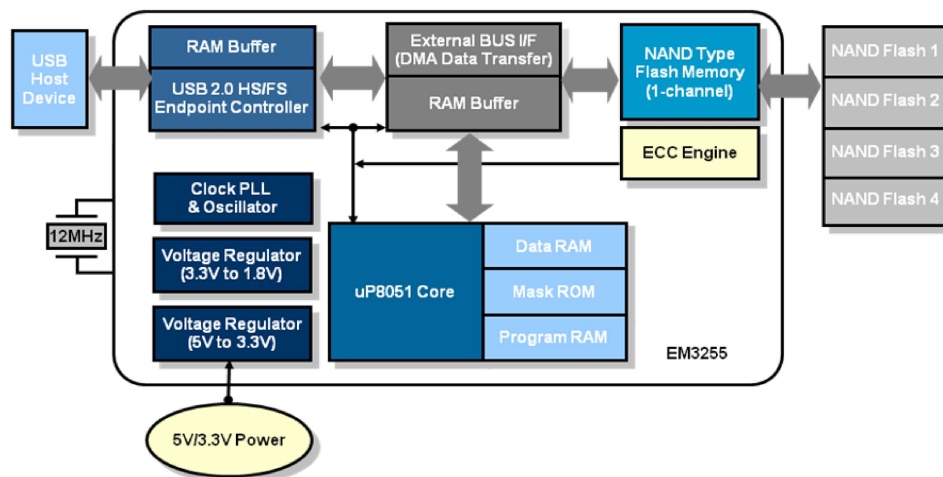 USB
Host
Device
RAM Buffer
USB 2.0 HS/FS
Endpoint Controller
External BUS I/F
(DMA Data Transfer)
RAM Buffer
NAND Type
Flash Memory
(1-channel)
ECC Engine
NAND Flash 1
NAND Flash 2
NAND Flash 3
NAND Flash 4
12MHz
Clock PLL
& Oscillator
Voltage Regulator
(3.3V to 1.8V)
Voltage Regulator
(5V to 3.3V)
uP8051 Core
Data RAM
Mask ROM
Program RAM
EM3255
5V/3.3V Power